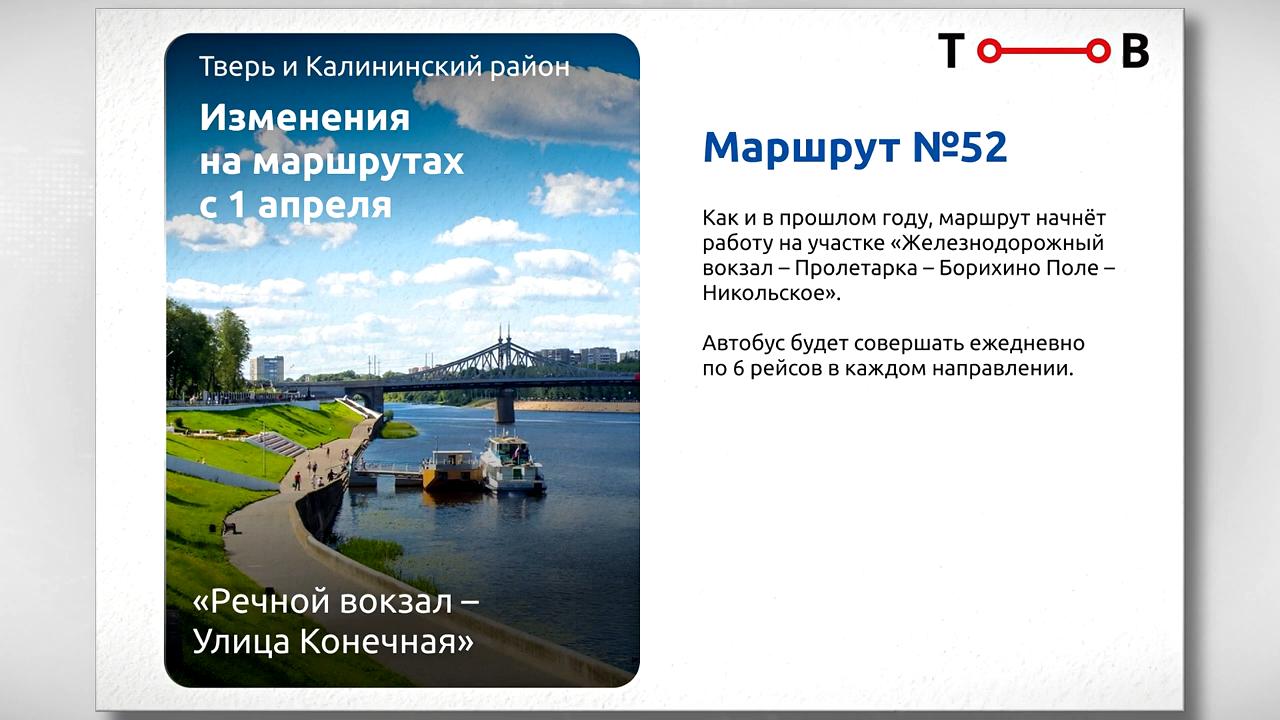 Тверь и Калининский район
Изменения
на маршрутах
с 1 апреля
«Речной вокзал –
Улица Конечная»
Т В
Маршрут №52
Как и в прошлом году, маршрут начнёт
работу на участке «Железнодорожный
вокзал – Пролетарка – Борихино Поле –
Никольское».
Автобус будет совершать ежедневно
по 6 рейсов в каждом направлении.